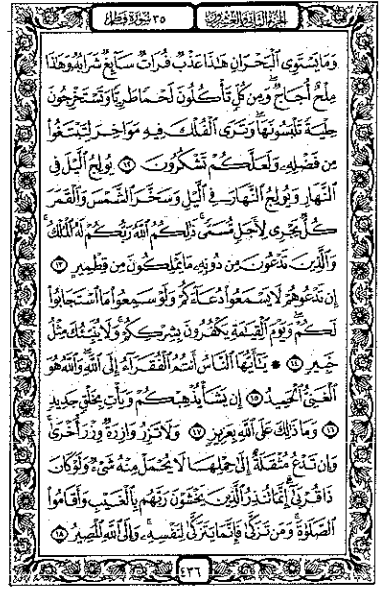 ٣٥ سورة فاطر الجزء الثاني والعشرون
وَمَا يَسْتَوِي الْبَحْرَانِ هَٰذَا عَذْبٌ فُرَاتٌ سَائِغٌ شَرَابُهُ وَهَٰذَا
مِلْحٌ أُجَاجٌ وَمِن كُلٍّ تَأْكُلُونَ لَحْمًا طَرِيًّا وَتَسْتَخْرِجُونَ
حِلْيَةً تَلْبَسُونَهَا وَتَرَى الْفُلْكَ فِيهِ مَوَاخِرَ لِتَبْتَغُوا
مِن فَضْلِهِ وَلَعَلَّكُمْ تَشْكُرُونَ ١٢ يُولِجُ اللَّيْلَ فِي
النَّهَارِ وَيُولِجُ النَّهَارَ فِي اللَّيْلِ وَسَخَّرَ الشَّمْسَ وَالْقَمَرَ
كُلٌّ يَجْرِي لِأَجَلٍ مُّسَمًّى ذَٰلِكُمُ اللَّهُ رَبُّكُمْ لَهُ الْمُلْكُ
وَالَّذِينَ تَدْعُونَ مِن دُونِهِ مَا يَمْلِكُونَ مِن قِطْمِيرٍ ١٣
إِن تَدْعُوهُمْ لَا يَسْمَعُوا دُعَاءَكُمْ وَلَوْ سَمِعُوا مَا اسْتَجَابُوا
لَكُمْ وَيَوْمَ الْقِيَامَةِ يَكْفُرُونَ بِشِرْكِكُمْ وَلَا يُنَبِّئُكَ مِثْلُ
خَبِيرٍ ١٤ ۞ يَا أَيُّهَا النَّاسُ أَنتُمُ الْفُقَرَاءُ إِلَى اللَّهِ وَاللَّهُ هُوَ
الْغَنِيُّ الْحَمِيدُ ١٥ إِن يَشَأْ يُذْهِبْكُمْ وَيَأْتِ بِخَلْقٍ جَدِيدٍ
١٦ وَمَا ذَٰلِكَ عَلَى اللَّهِ بِعَزِيزٍ ١٧ وَلَا تَزِرُ وَازِرَةٌ وِزْرَ أُخْرَىٰ
وَإِن تَدْعُ مُثْقَلَةٌ إِلَىٰ حِمْلِهَا لَا يُحْمَلْ مِنْهُ شَيْءٌ وَلَوْ كَانَ
ذَا قُرْبَىٰ إِنَّمَا تُنذِرُ الَّذِينَ يَخْشَوْنَ رَبَّهُم بِالْغَيْبِ وَأَقَامُوا
الصَّلَاةَ وَمَن تَزَكَّىٰ فَإِنَّمَا يَتَزَكَّىٰ لِنَفْسِهِ وَإِلَى اللَّهِ الْمَصِيرُ ١٨
٤٣٦